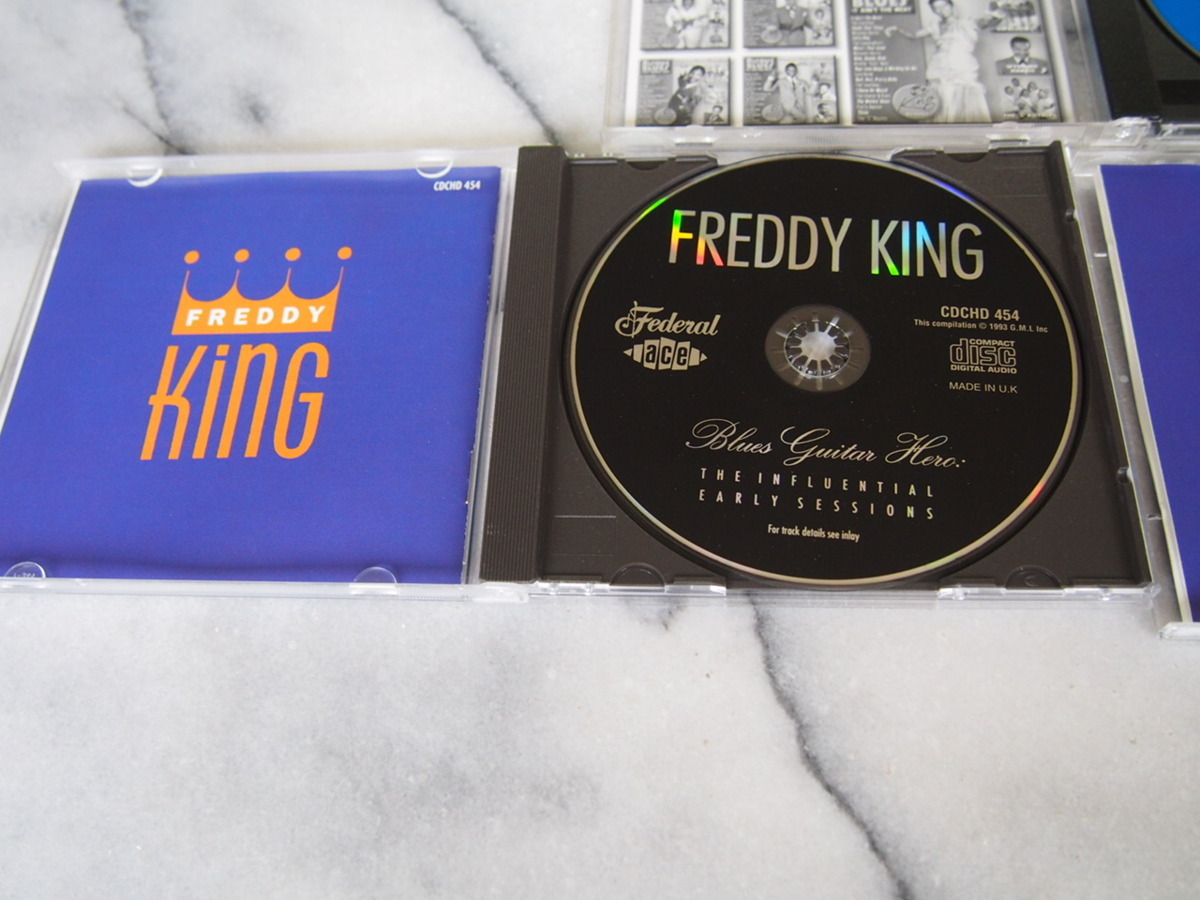 BLUES
CDCHD 454
FREDDY
KING
FREDDY KING
Federal
ace
CDCHD 454
This compilation © 1993 G.M.L Inc
COMPACT
disc
DIGITAL AUDIO
MADE IN U.K
Blues Guitar Hero:
THE INFLUENTIAL
EARLY SESSIONS
For track details see inlay